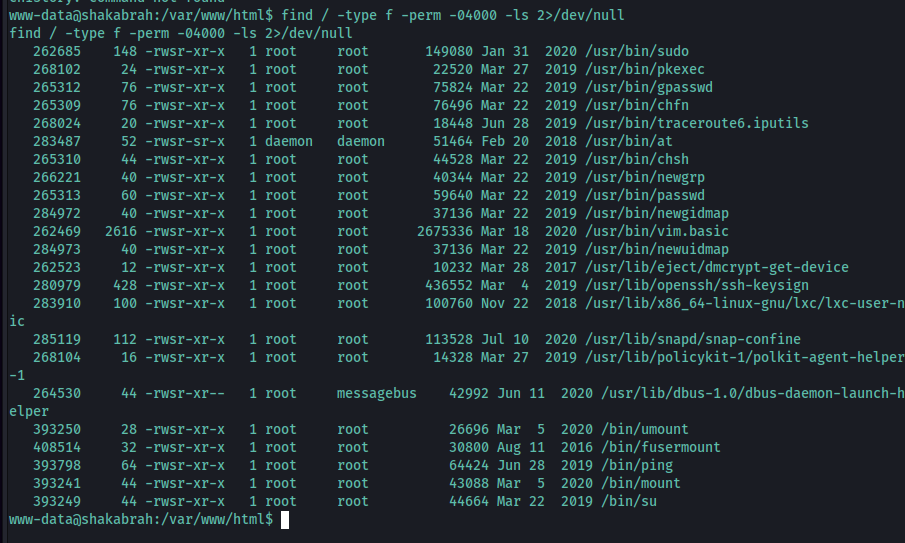 www-data@shakabrah:/var/www/html$ find / -type f -perm -04000 -ls 2>/dev/null
find / -type f -perm -04000 -ls 2>/dev/null
262685 148 -rwsr-xr-x 1 root root 149080 Jan 31 2020 /usr/bin/sudo
268102 24 -rwsr-xr-x 1 root root 22520 Mar 27 2019 /usr/bin/pkexec
265312 76 -rwsr-xr-x 1 root root 75824 Mar 22 2019 /usr/bin/gpasswd
265309 76 -rwsr-xr-x 1 root root 76496 Mar 22 2019 /usr/bin/chfn
268024 20 -rwsr-xr-x 1 root root 18448 Jun 28 2019 /usr/bin/traceroute6.iputils
283487 52 -rwsr-sr-x 1 daemon daemon 51464 Feb 20 2018 /usr/bin/at
265310 44 -rwsr-xr-x 1 root root 44528 Mar 22 2019 /usr/bin/chsh
266221 40 -rwsr-xr-x 1 root root 40344 Mar 22 2019 /usr/bin/newgrp
265313 60 -rwsr-xr-x 1 root root 59640 Mar 22 2019 /usr/bin/passwd
284972 40 -rwsr-xr-x 1 root root 37136 Mar 22 2019 /usr/bin/newgidmap
262469 2616 -rwsr-xr-x 1 root root 2675336 Mar 18 2020 /usr/bin/vim.basic
284973 40 -rwsr-xr-x 1 root root 37136 Mar 22 2019 /usr/bin/newuidmap
262523 12 -rwsr-xr-x 1 root root 10232 Mar 28 2017 /usr/lib/eject/dmcrypt-get-device
280979 428 -rwsr-xr-x 1 root root 436552 Mar 4 2019 /usr/lib/openssh/ssh-keysign
283910 100 -rwsr-xr-x 1 root root 100760 Nov 22 2018 /usr/lib/x86_64-linux-gnu/lxc/lxc-user-n
ic
285119 112 -rwsr-xr-x 1 root root 113528 Jul 10 2020 /usr/lib/snapd/snap-confine
268104 16 -rwsr-xr-x 1 root root 14328 Mar 27 2019 /usr/lib/policykit-1/polkit-agent-helper
-1
264530 44 -rwsr-xr-- 1 root messagebus 42992 Jun 11 2020 /usr/lib/dbus-1.0/dbus-daemon-launch-h
elper
393250 28 -rwsr-xr-x 1 root root 26696 Mar 5 2020 /bin/umount
408514 32 -rwsr-xr-x 1 root root 30800 Aug 11 2016 /bin/fusermount
393798 64 -rwsr-xr-x 1 root root 64424 Jun 28 2019 /bin/ping
393241 44 -rwsr-xr-x 1 root root 43088 Mar 5 2020 /bin/mount
393249 44 -rwsr-xr-x 1 root root 44664 Mar 22 2019 /bin/su
www-data@shakabrah:/var/www/html$